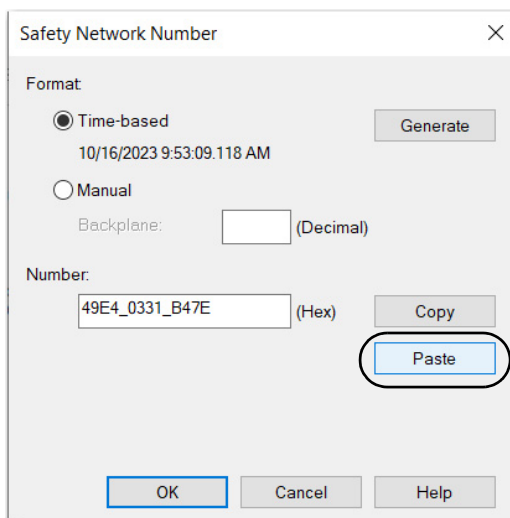 Safety Network Number
Format:
Time-based
Generate
10/16/2023 9:53:09.118 AM
Manual
Backplane:
(Decimal)
Number:
49E4_0331_B47E
(Hex)
Copy
Paste
OK
Cancel
Help